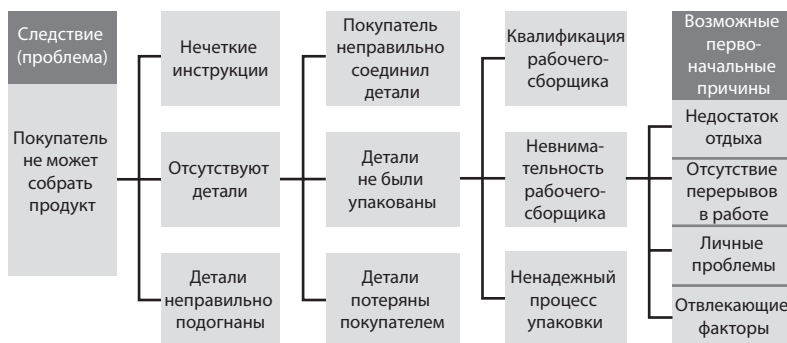 Следствие
(проблема)
Покупатель
не может
собрать
продукт
Нечеткие
инструкции
Отсутствуют
детали
Детали
неправильно
подогнаны
Покупатель
неправильно
соединил
детали
Детали
не были
упакованы
Детали
потеряны
покупателем
Квалификация
рабочего-
сборщика
Невнима-
тельность
рабочего-
сборщика
Ненадежный
процесс
упаковки
Возможные
перво-
начальные
причины
Недостаток
отдыха
Отсутствие
перерывов
в работе
Личные
проблемы
Отвлекающие
факторы